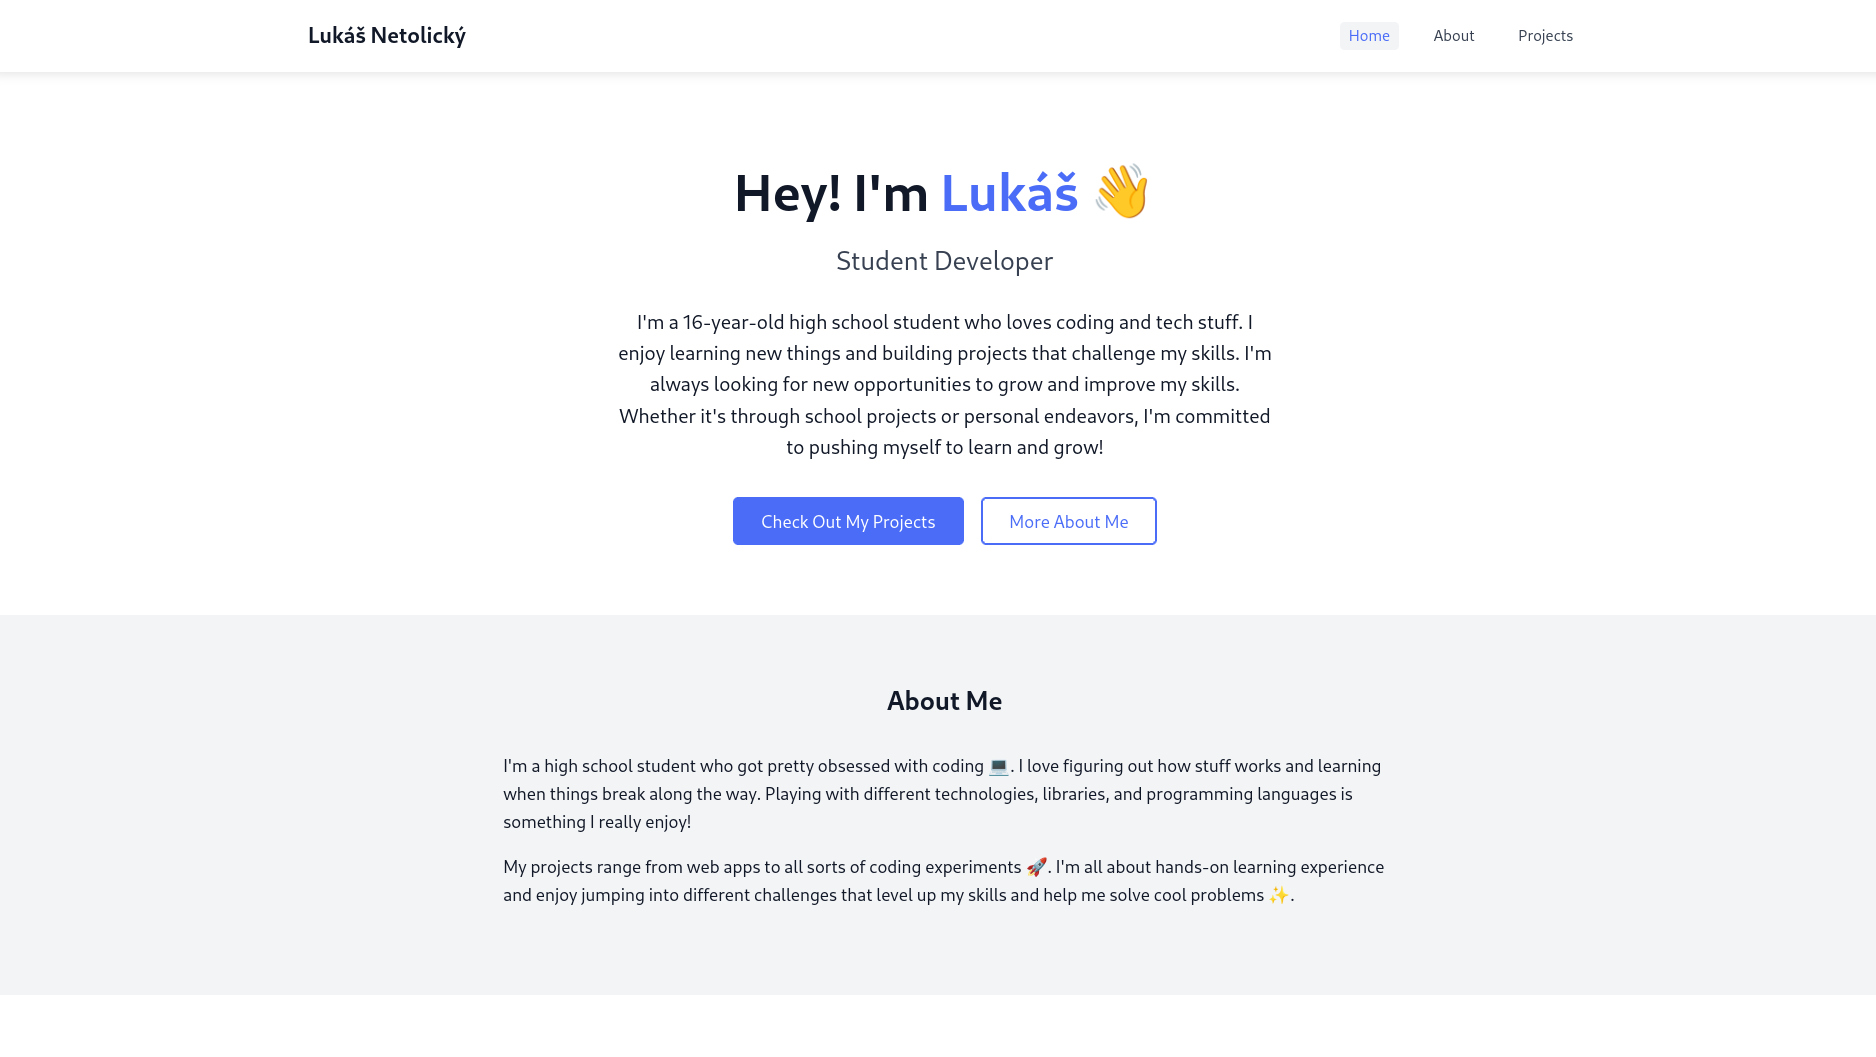 Lukáš Netolický
Home About Projects
Hey! I'm Lukáš 👋
Student Developer
I'm a 16-year-old high school student who loves coding and tech stuff. I
enjoy learning new things and building projects that challenge my skills. I'm
always looking for new opportunities to grow and improve my skills.
Whether it's through school projects or personal endeavors, I'm committed
to pushing myself to learn and grow!
Check Out My Projects
More About Me
About Me
I'm a high school student who got pretty obsessed with coding 💻. I love figuring out how stuff works and learning
when things break along the way. Playing with different technologies, libraries, and programming languages is
something I really enjoy!
My projects range from web apps to all sorts of coding experiments 🚀. I'm all about hands-on learning experience
and enjoy jumping into different challenges that level up my skills and help me solve cool problems ✨.